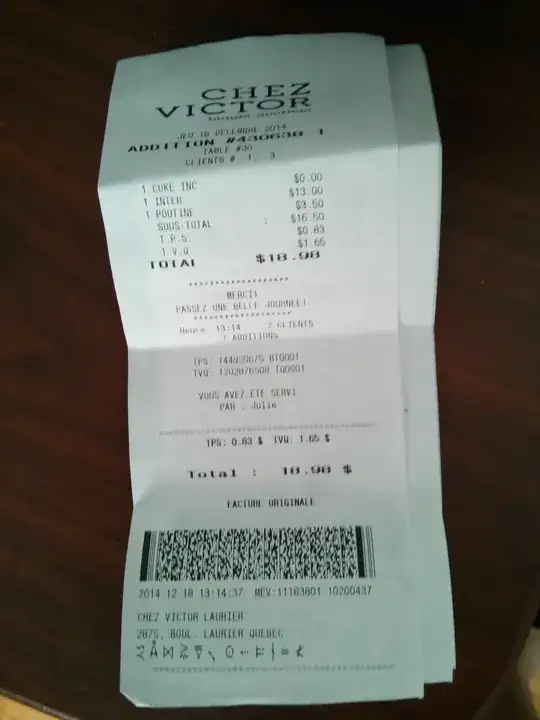 CHEZ
VICTOR
JEU 18 DECEMBRE 2014
ADDITION #430638 1
TABLE #30
CLIENTS # 1, 3
1 COKE INC $0.00
1 INTER $13.00
1 POUTINE $3.50
SOUS-TOTAL : $16.50
T.P.S. $0.83
T.V.Q $1.65
TOTAL $18.98
MERCI!
PASSEZ UNE BELLE JOURNEE!
Heure 13:14 2 CLIENTS
2 ADDITIONS
TPS: 144920675 RT0001
TVQ: 1202876508 TQ0001
VOUS AVEZ ETE SERVI
PAR : Julie
TPS: 0.83 $ TVQ: 1.65 $
Total : 18.98 $
FACTURE ORIGINALE
2014 12 18 13:14:37 MEV:11163801 10200437
CHEZ VICTOR LAURIER
2875, BOUL. LAURIER QUEBEC